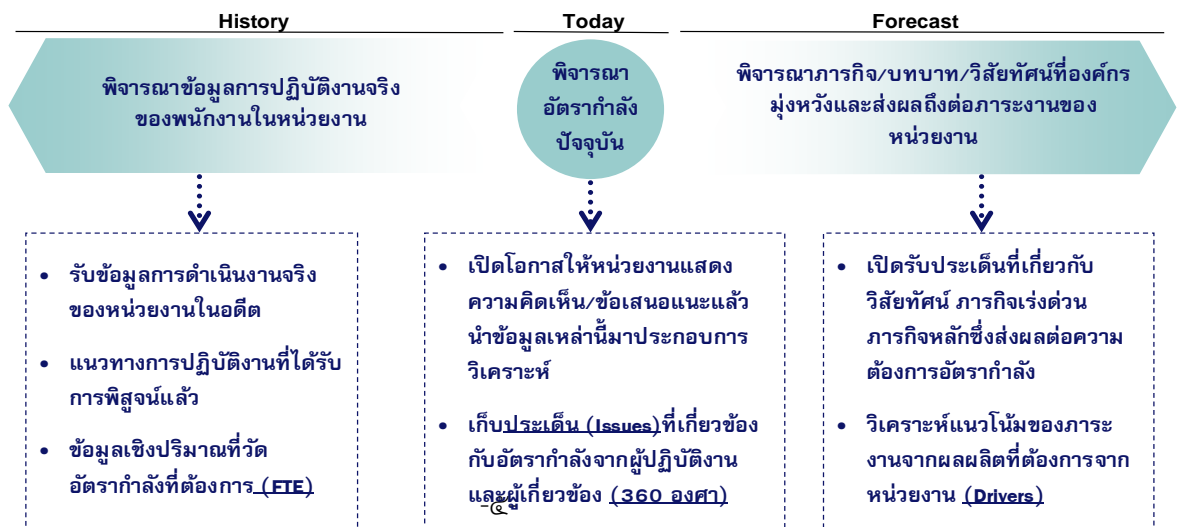 History
Today
Forecast
พิจารณาข้อมูลการปฏิบัติงานจริง
ของพนักงานในหน่วยงาน
พิจารณา
อัตรากำลัง
ปัจจุบัน
พิจารณาภารกิจ/บทบาท/วิสัยทัศน์ที่องค์กร
มุ่งหวังและส่งผลถึงต่อภาระงานของ
หน่วยงาน
• รับข้อมูลการดำเนินงานจริง
ของหน่วยงานในอดีต
• แนวทางการปฏิบัติงานที่ได้รับ
การพิสูจน์แล้ว
• ข้อมูลเชิงปริมาณที่วัด
อัตรากำลังที่ต้องการ (FTE)
• เปิดโอกาสให้หน่วยงานแสดง
ความคิดเห็น/ข้อเสนอแนะแล้ว
นำข้อมูลเหล่านี้มาประกอบการ
วิเคราะห์
• เก็บประเด็น (Issues)ที่เกี่ยวข้อง
กับอัตรากำลังจากผู้ปฏิบัติงาน
และผู้เกี่ยวข้อง (360 องศา)
-๕
• เปิดรับประเด็นที่เกี่ยวกับ
วิสัยทัศน์ ภารกิจเร่งด่วน
ภารกิจหลักซึ่งส่งผลต่อความ
ต้องการอัตรากำลัง
• วิเคราะห์แนวโน้มของภาระ
งานจากผลผลิตที่ต้องการจาก
หน่วยงาน (Drivers)